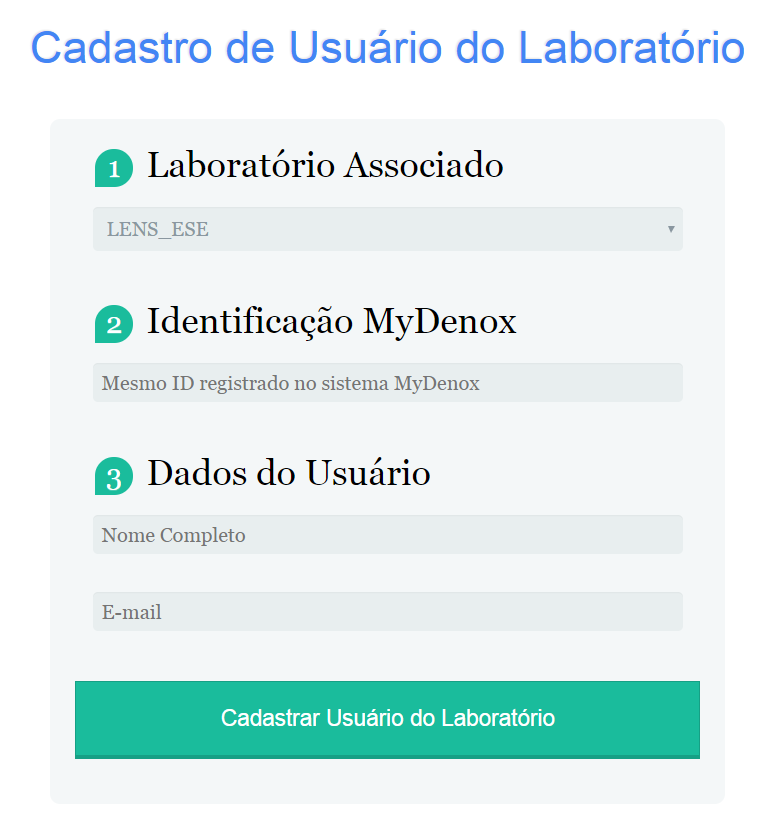 Cadastro de Usuário do Laboratório
1 Laboratório Associado
LENS_ESE
2 Identificação MyDenox
Mesmo ID registrado no sistema MyDenox
3 Dados do Usuário
Nome Completo
E-mail
Cadastrar Usuário do Laboratório